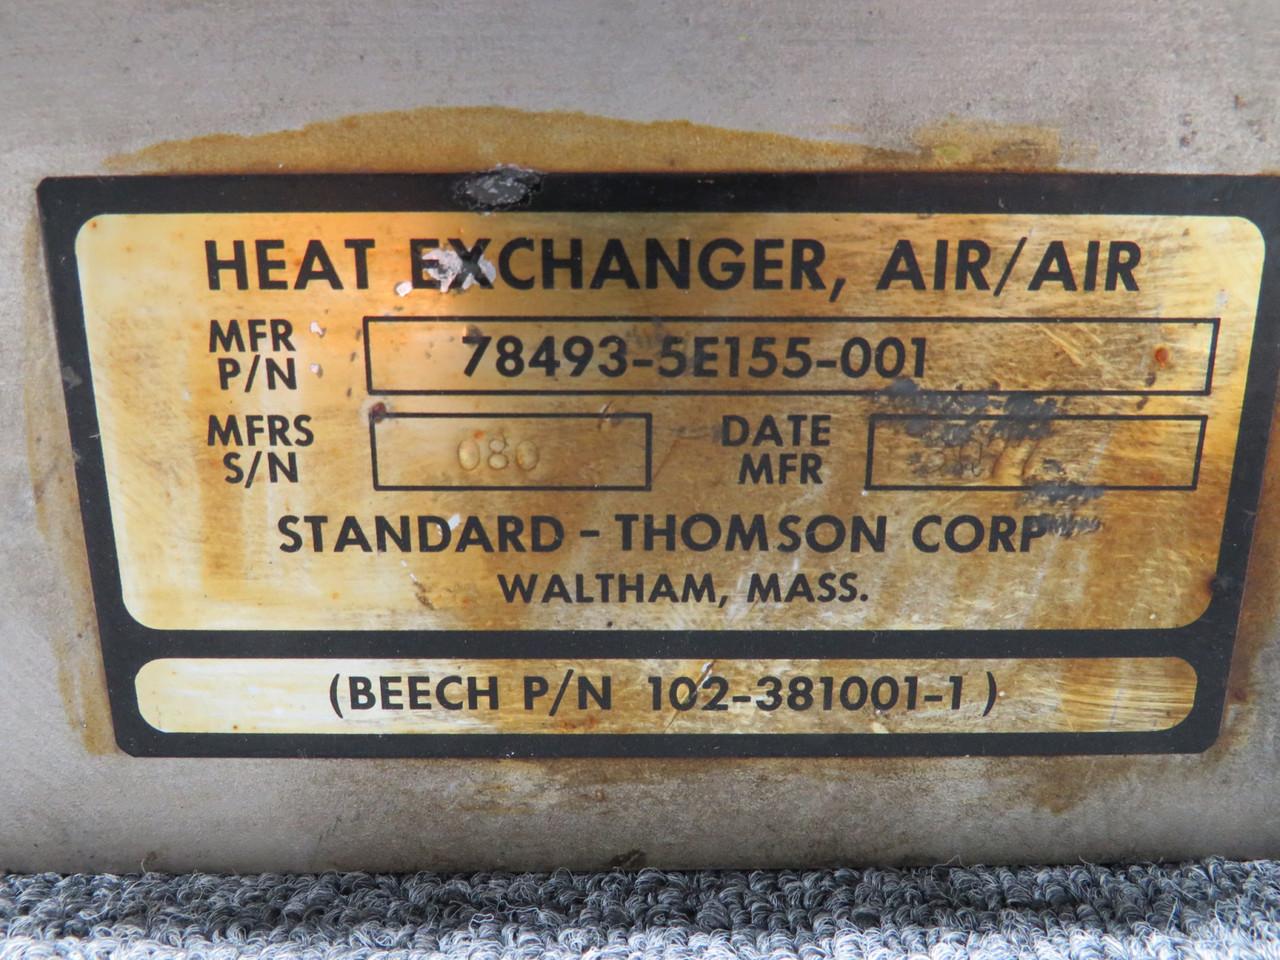 HEAT EXCHANGER, AIR/AIR
MFR P/N 78493-5E155-001
MFRS S/N 080
DATE MFR
STANDARD - THOMSON CORP
WALTHAM, MASS.
(BEECH P/N 102-381001-1 )